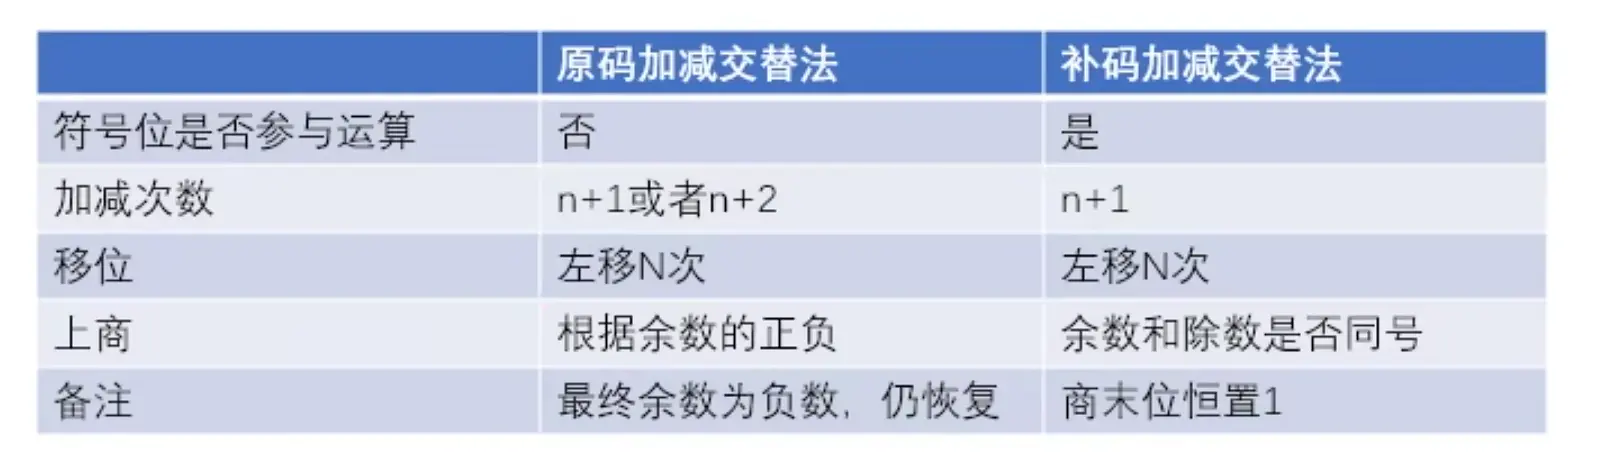 原码加减交替法 补码加减交替法
符号位是否参与运算 否 是
加减次数 n+1或者n+2 n+1
移位 左移N次 左移N次
上商 根据余数的正负 余数和除数是否同号
备注 最终余数为负数，仍恢复 商末位恒置1